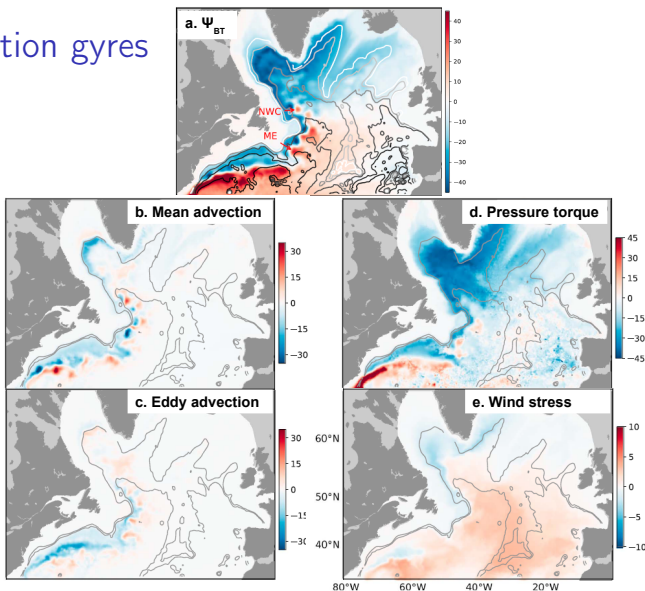 tion gyres
a. Ψ_BT
NWC
ME
40
30
20
10
0
−10
−20
−30
−40
b. Mean advection
30
15
0
−15
−30
d. Pressure torque
45
30
15
0
−15
−30
−45
c. Eddy advection
30
15
0
−15
−30
60°N
50°N
40°N
e. Wind stress
10
5
0
−5
−10
80°W
60°W
40°W
20°W